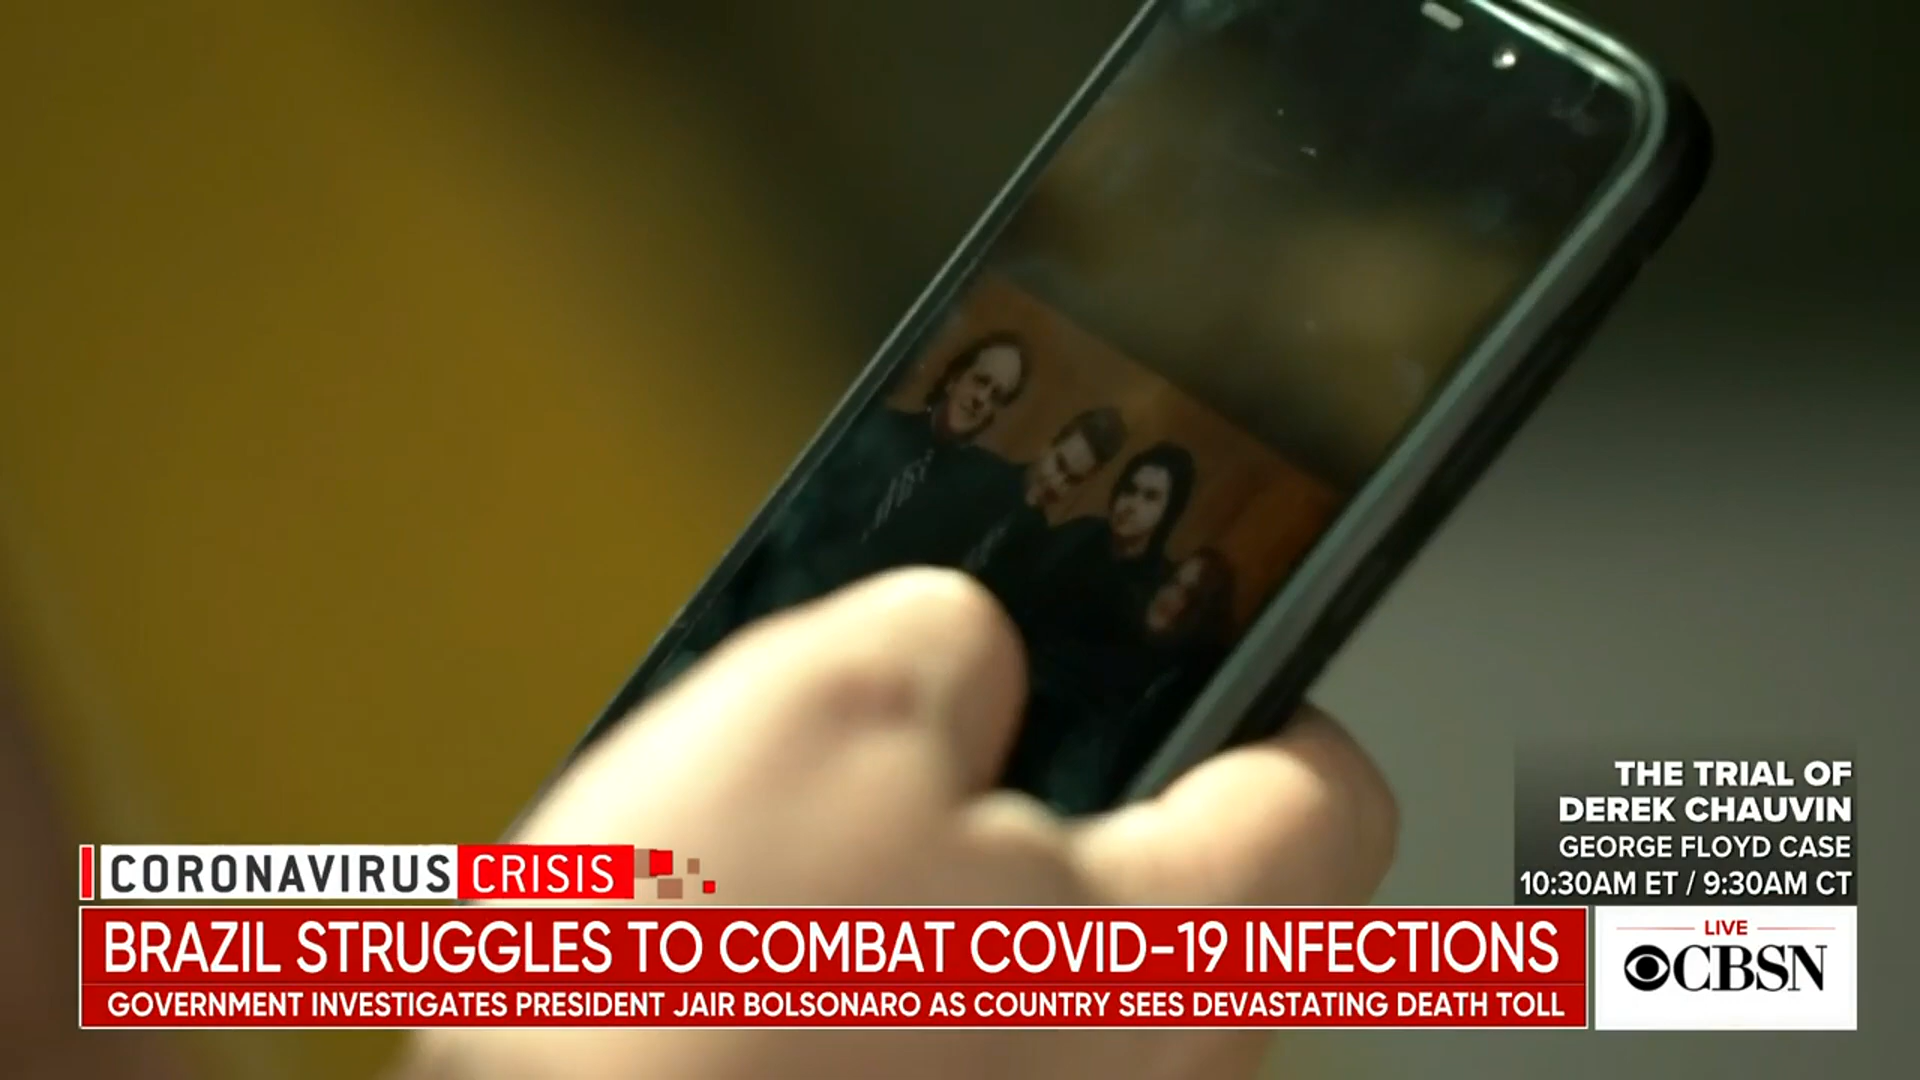 THE TRIAL OF
DEREK CHAUVIN
GEORGE FLOYD CASE
10:30AM ET / 9:30AM CT
CORONAVIRUS CRISIS
BRAZIL STRUGGLES TO COMBAT COVID-19 INFECTIONS
GOVERNMENT INVESTIGATES PRESIDENT JAIR BOLSONARO AS COUNTRY SEES DEVASTATING DEATH TOLL
LIVE
CBSN